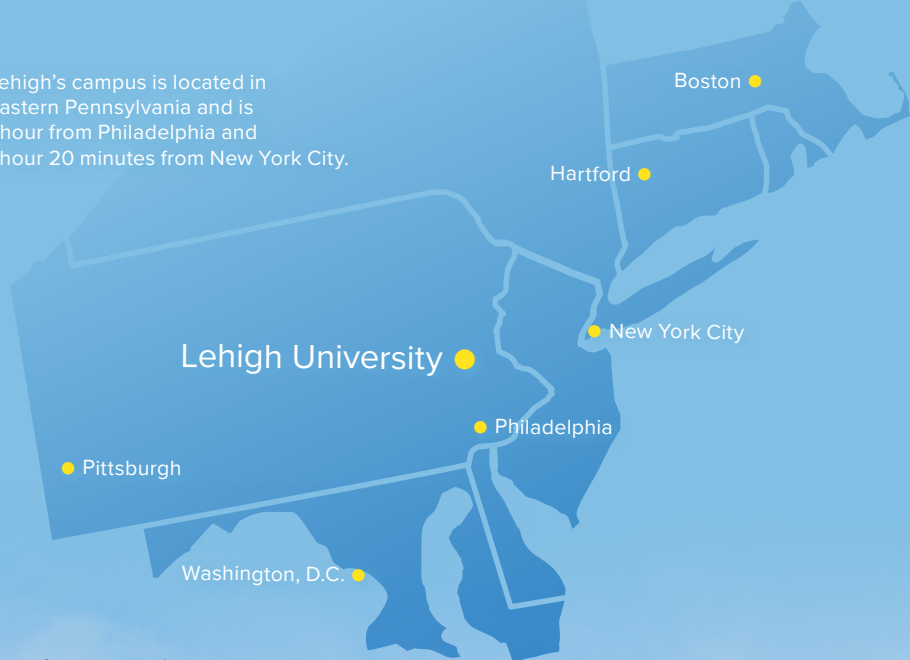 ehigh's campus is located in
astern Pennsylvania and is
hour from Philadelphia and
hour 20 minutes from New York City.
Boston
Hartford
New York City
Lehigh University
Philadelphia
Pittsburgh
Washington, D.C.